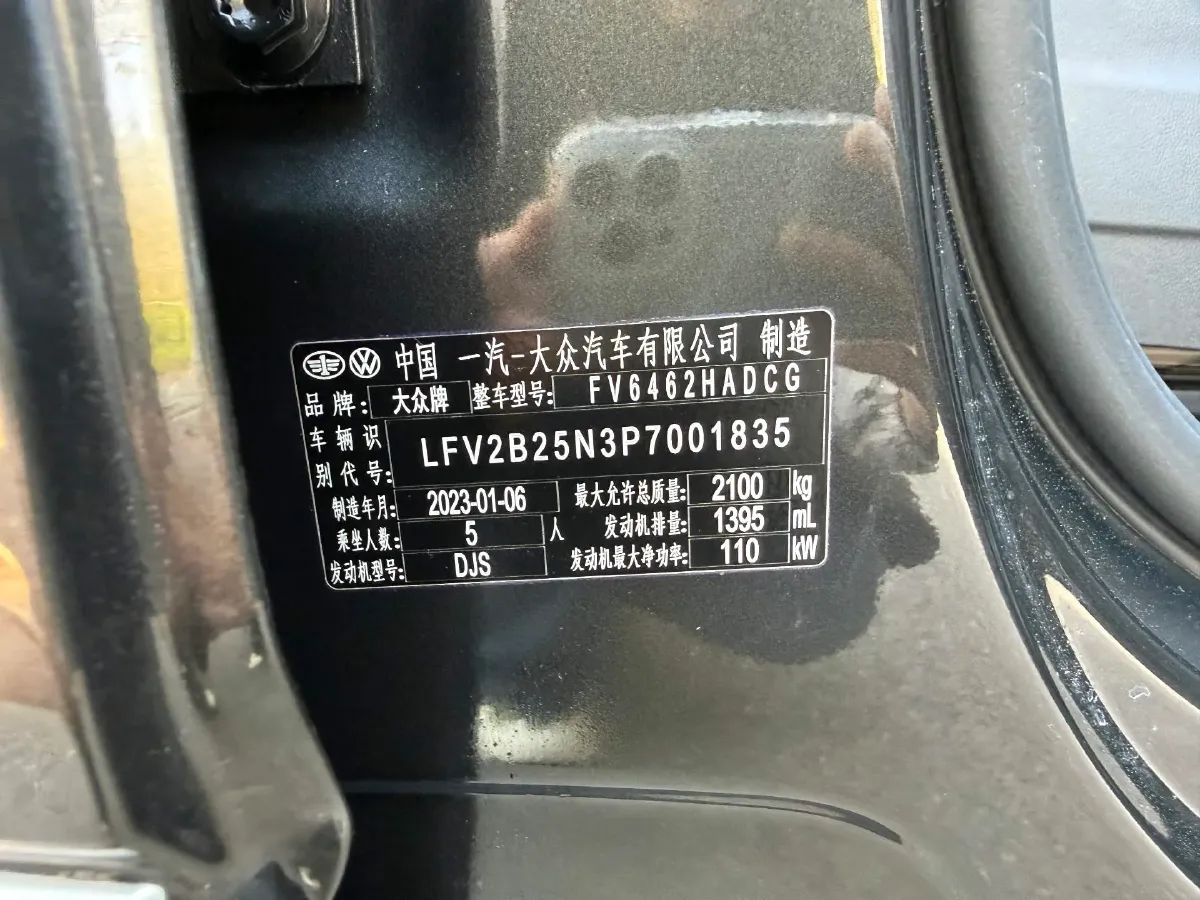 中国 一汽-大众汽车有限公司 制造
品牌: 大众牌 整车型号: FV6462HADCG
车辆识别代号: LFV2B25N3P7001835
制造年月: 2023-01-06 最大允许总质量: 2100 kg
乘坐人数: 5 人 发动机排量: 1395 mL
发动机型号: DJS 发动机最大净功率: 110 kW